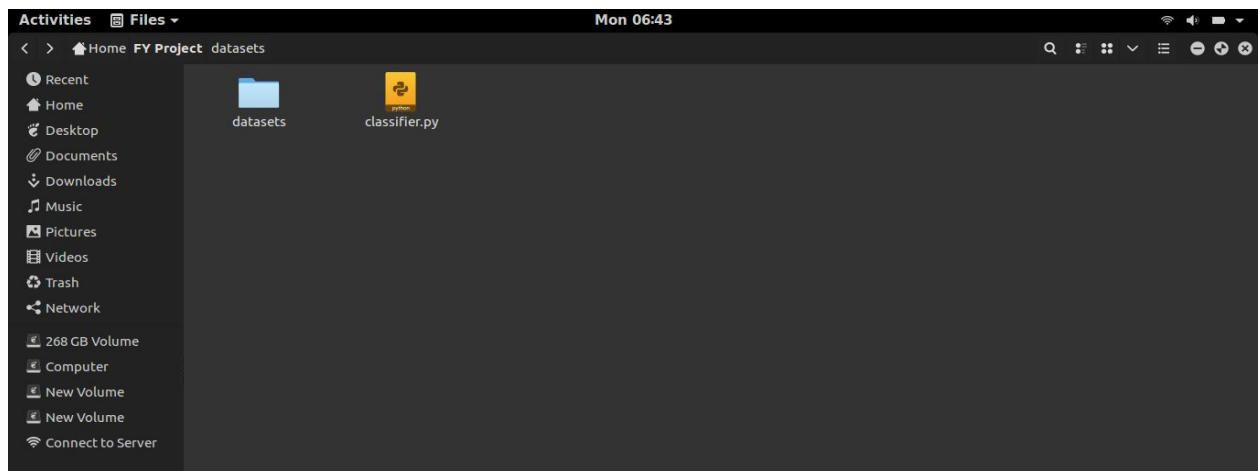 Activities Files Mon 06:43
Home FY Project datasets
Recent
Home
Desktop
Documents
Downloads
Music
Pictures
Videos
Trash
Network
268 GB Volume
Computer
New Volume
New Volume
Connect to Server
datasets
python
classifier.py